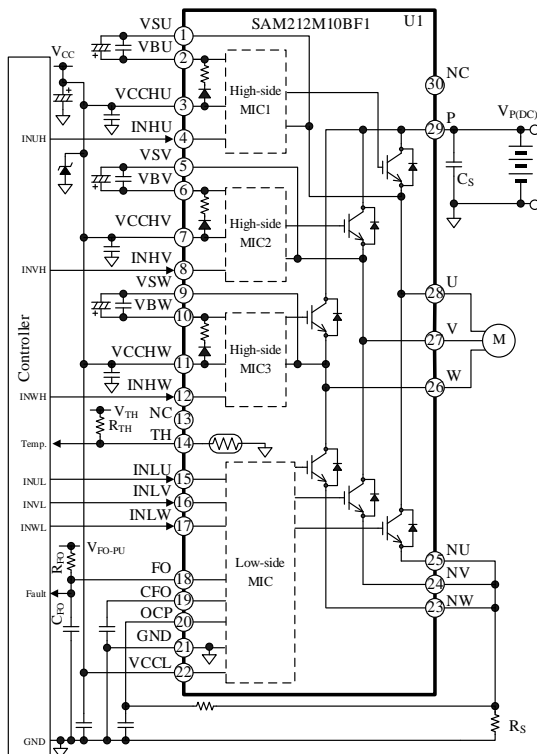 SAM212M10BF1
U1
VSU
1
VBU
2
VCC
VCCHU
3
INUH
INHU
4
VSV
5
VBV
6
VCCHV
7
INVH
INHV
8
VSW
9
VBW
10
VCCHW
11
INWH
INHW
12
VTH
NC
13
RTH
Temp.
TH
14
INUL
INLU
15
INVL
INLV
16
INWL
INLW
17
VFO-PU
RFO
FO
18
Fault
CFO
CFO
19
OCP
20
GND
21
VCCL
22
GND
Controller
High-side
MIC1
High-side
MIC2
High-side
MIC3
Low-side
MIC
30
NC
29
P
VP(DC)
CS
28
U
27
V
M
26
W
25
NU
24
NV
23
NW
RS